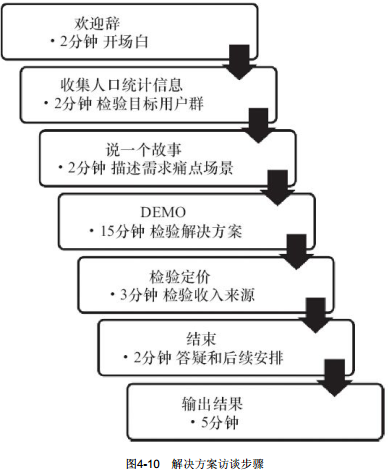 欢迎辞
·2分钟 开场白
收集人口统计信息
·2分钟 检验目标用户群
说一个故事
·2分钟 描述需求痛点场景
DEMO
·15分钟 检验解决方案
检验定价
·3分钟 检验收入来源
结束
·2分钟 答疑和后续安排
输出结果
·5分钟
图4-10 解决方案访谈步骤